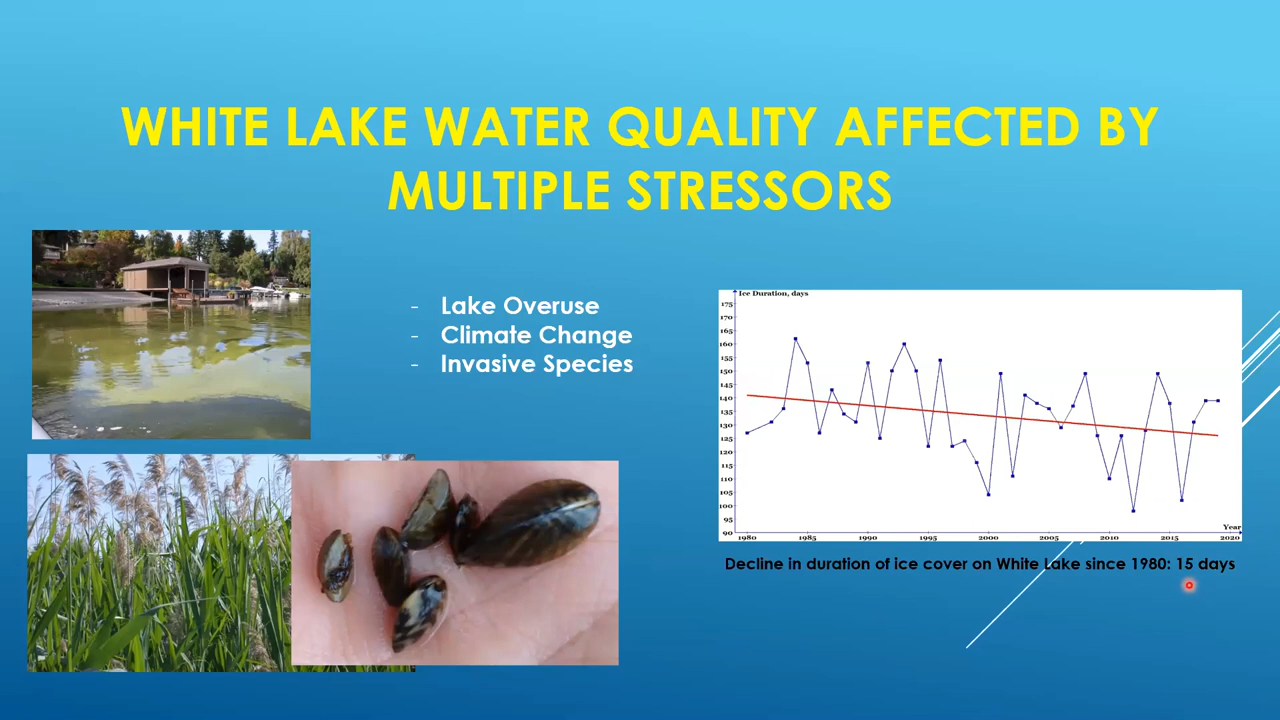 WHITE LAKE WATER QUALITY AFFECTED BY
MULTIPLE STRESSORS
- Lake Overuse
- Climate Change
- Invasive Species
Ice Duration, days
175
170
165
160
155
150
145
140
135
130
125
120
115
110
105
100
95
90
Year
1980 1985 1990 1995 2000 2005 2010 2015 2020
Decline in duration of ice cover on White Lake since 1980: 15 days